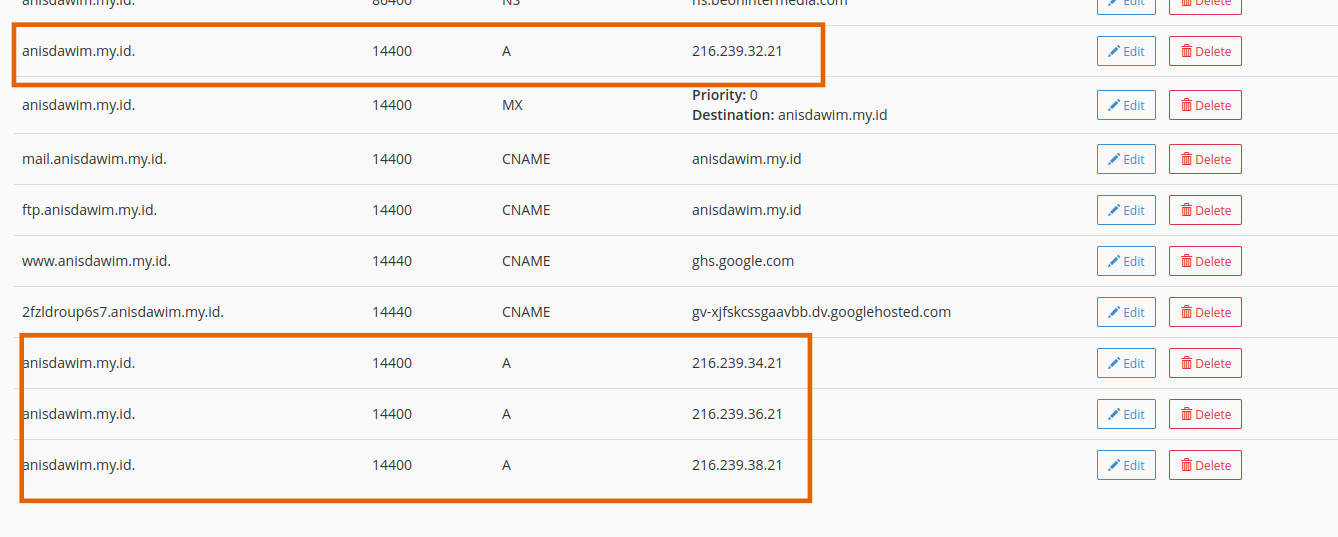 anisdawim.my.id. 86400 NS ns.beonintermedia.com Edit Delete
anisdawim.my.id. 14400 A 216.239.32.21 Edit Delete
anisdawim.my.id. 14400 MX Priority: 0 Edit Delete
Destination: anisdawim.my.id
mail.anisdawim.my.id. 14400 CNAME anisdawim.my.id Edit Delete
ftp.anisdawim.my.id. 14400 CNAME anisdawim.my.id Edit Delete
www.anisdawim.my.id. 14440 CNAME ghs.google.com Edit Delete
2fzldroup6s7.anisdawim.my.id. 14440 CNAME gv-xjfskcssgaavbb.dv.googlehosted.com Edit Delete
anisdawim.my.id. 14400 A 216.239.34.21 Edit Delete
anisdawim.my.id. 14400 A 216.239.36.21 Edit Delete
anisdawim.my.id. 14400 A 216.239.38.21 Edit Delete